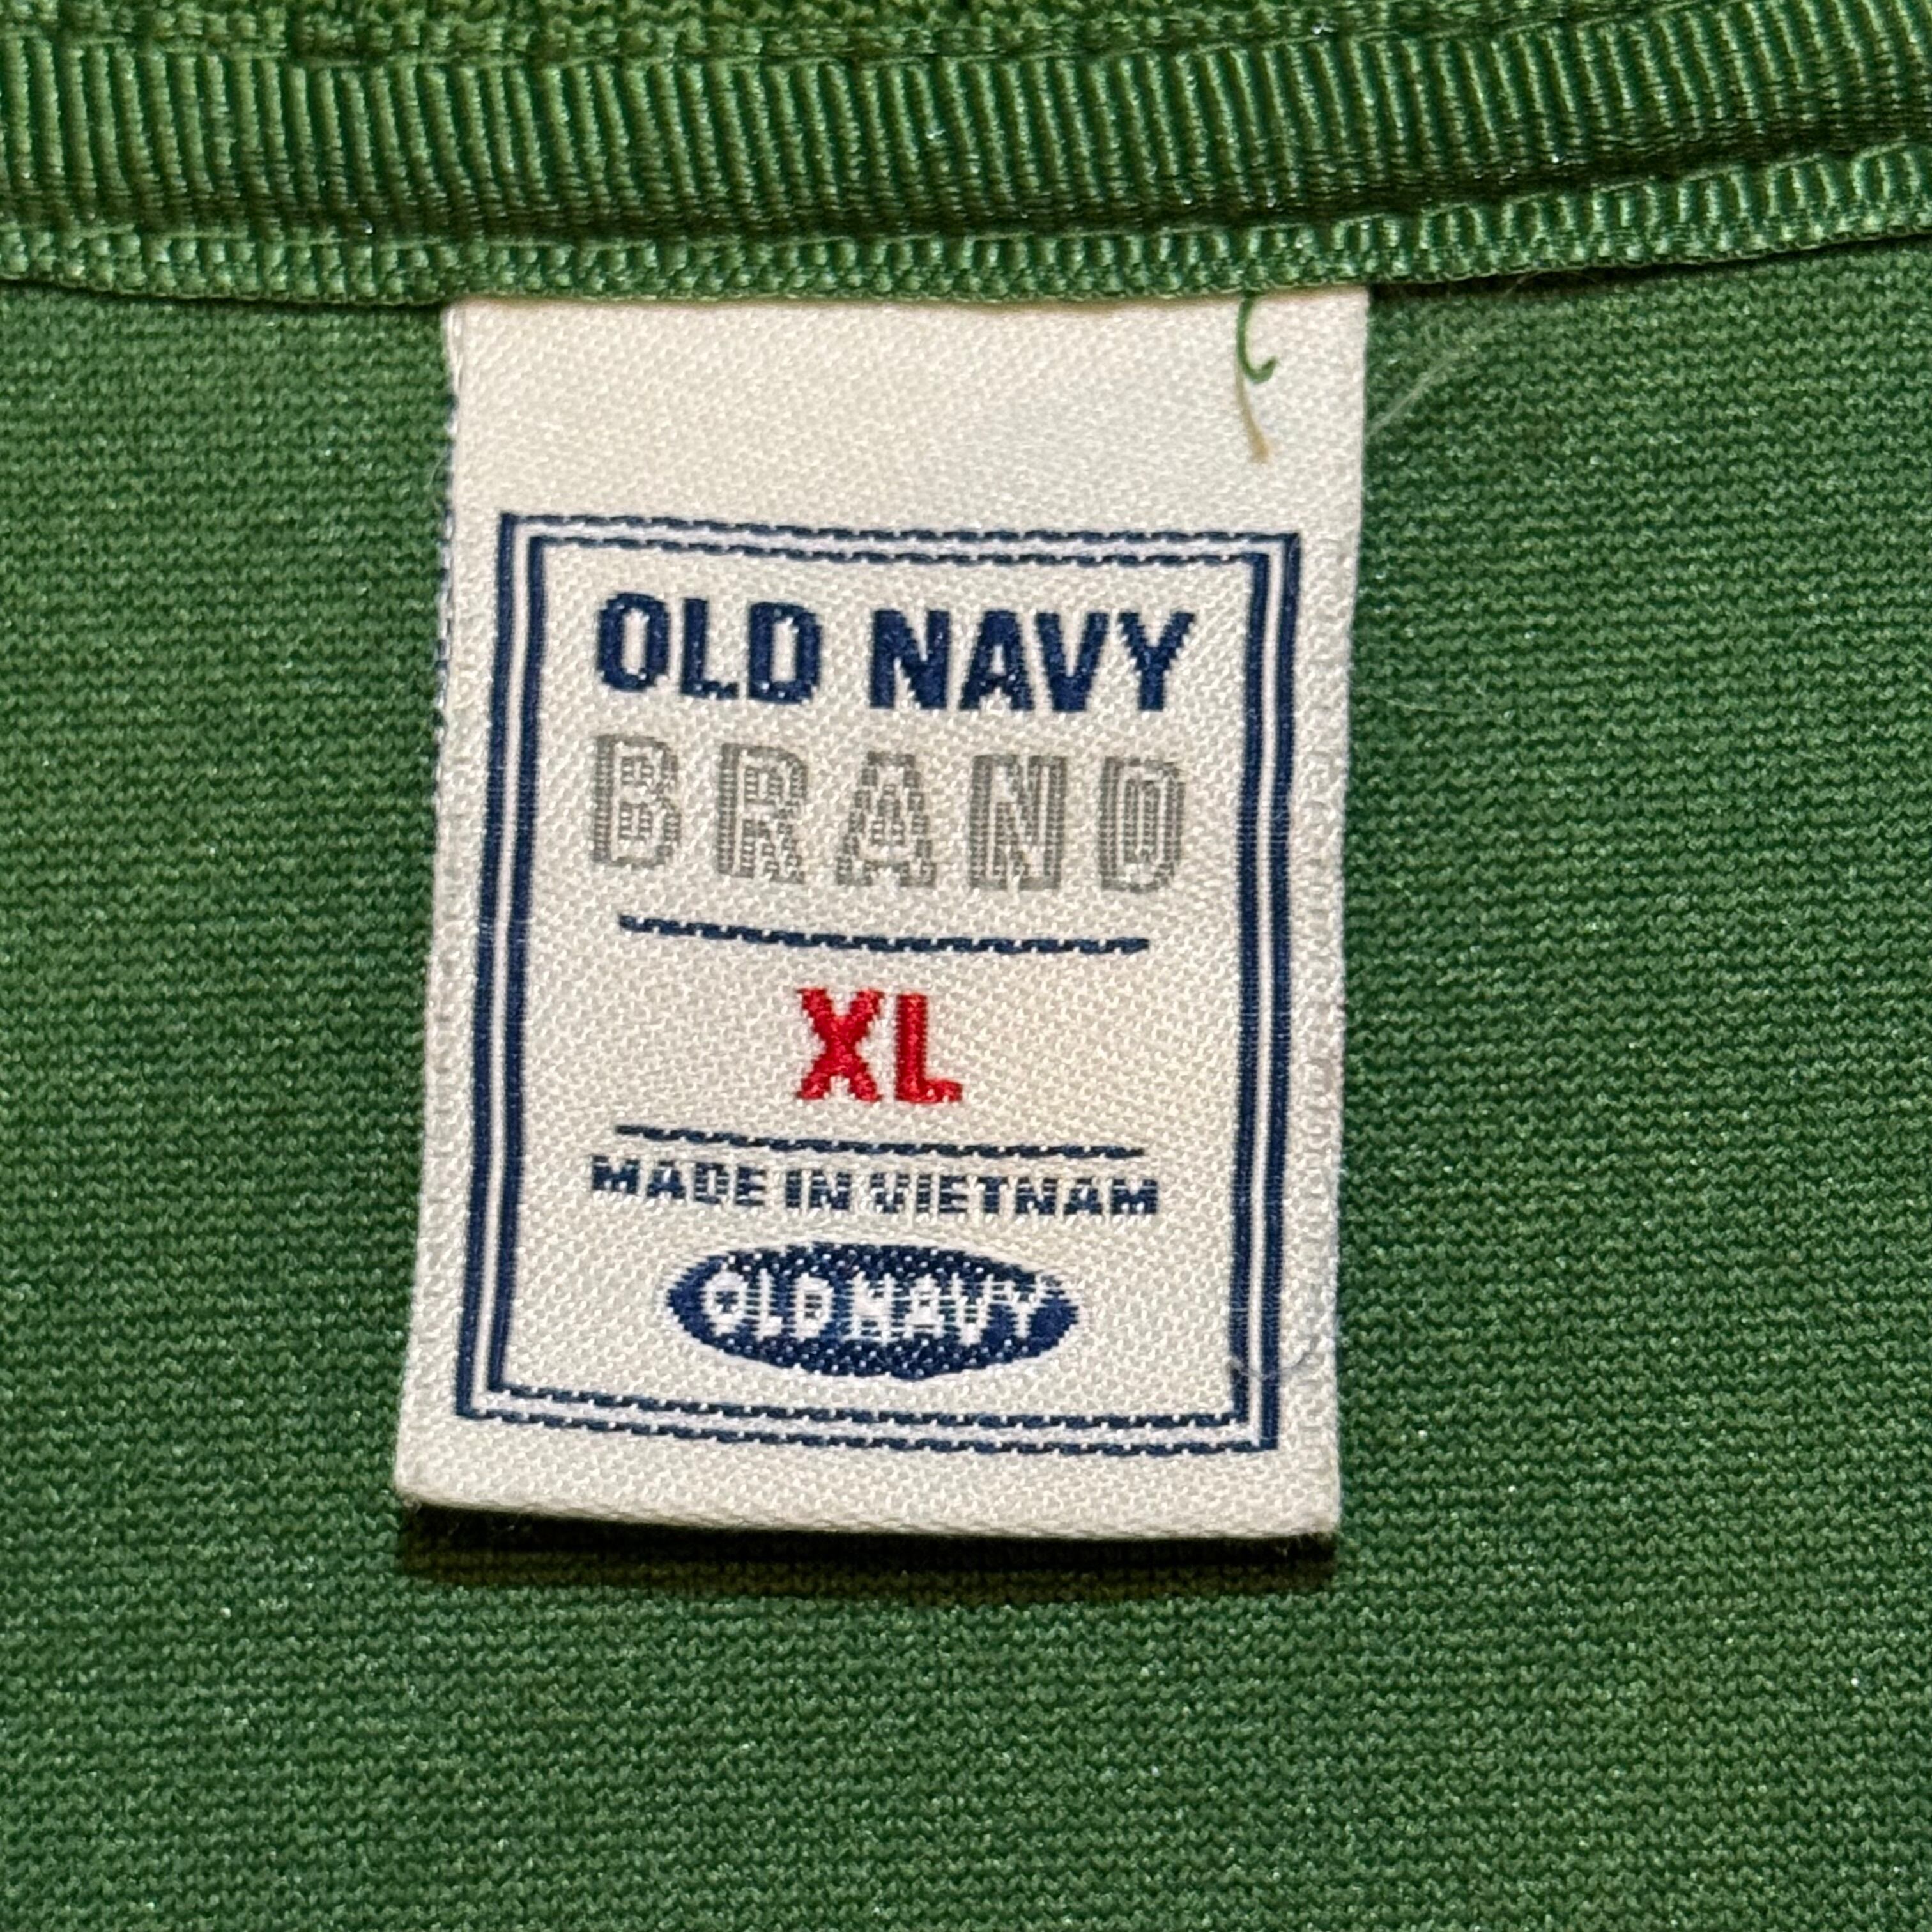 OLD NAVY
BRAND
XL
MADE IN VIETNAM
OLD NAVY